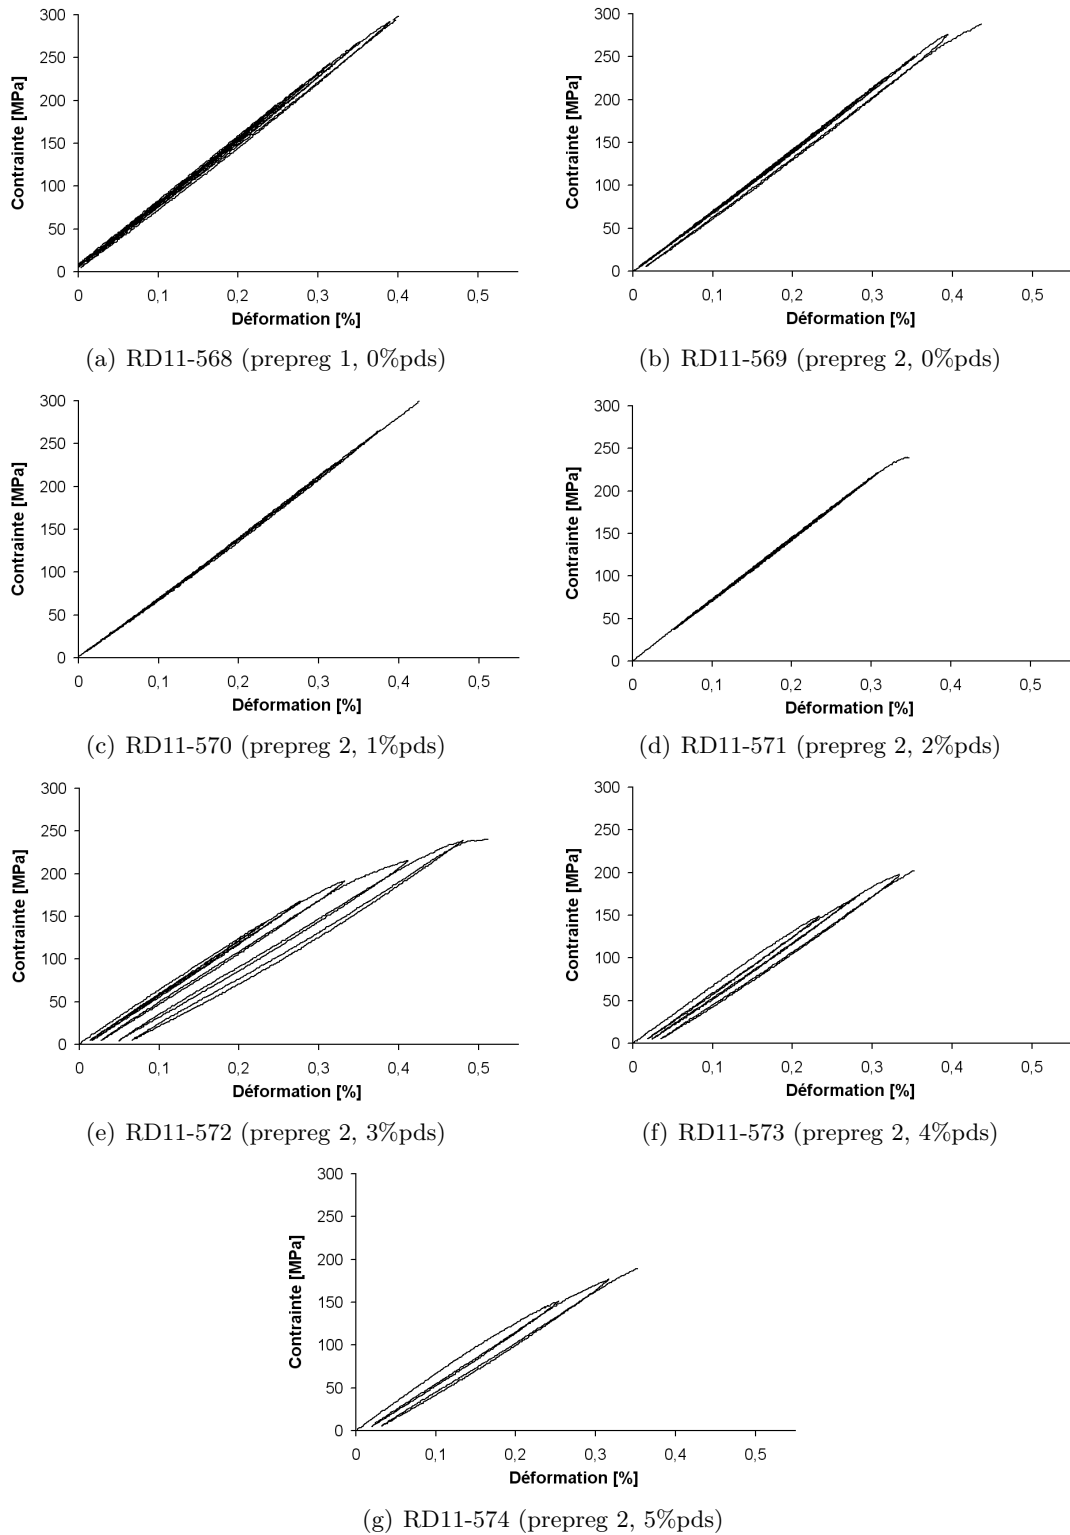 300
250
200
150
100
50
0
Contrainte [MPa]
0 0,1 0,2 0,3 0,4 0,5
Déformation [%]
(a) RD11-568 (prepreg 1, 0%pds)
300
250
200
150
100
50
0
Contrainte [MPa]
0 0,1 0,2 0,3 0,4 0,5
Déformation [%]
(b) RD11-569 (prepreg 2, 0%pds)
300
250
200
150
100
50
0
Contrainte [MPa]
0 0,1 0,2 0,3 0,4 0,5
Déformation [%]
(c) RD11-570 (prepreg 2, 1%pds)
300
250
200
150
100
50
0
Contrainte [MPa]
0 0,1 0,2 0,3 0,4 0,5
Déformation [%]
(d) RD11-571 (prepreg 2, 2%pds)
300
250
200
150
100
50
0
Contrainte [MPa]
0 0,1 0,2 0,3 0,4 0,5
Déformation [%]
(e) RD11-572 (prepreg 2, 3%pds)
300
250
200
150
100
50
0
Contrainte [MPa]
0 0,1 0,2 0,3 0,4 0,5
Déformation [%]
(f) RD11-573 (prepreg 2, 4%pds)
300
250
200
150
100
50
0
Contrainte [MPa]
0 0,1 0,2 0,3 0,4 0,5
Déformation [%]
(g) RD11-574 (prepreg 2, 5%pds)